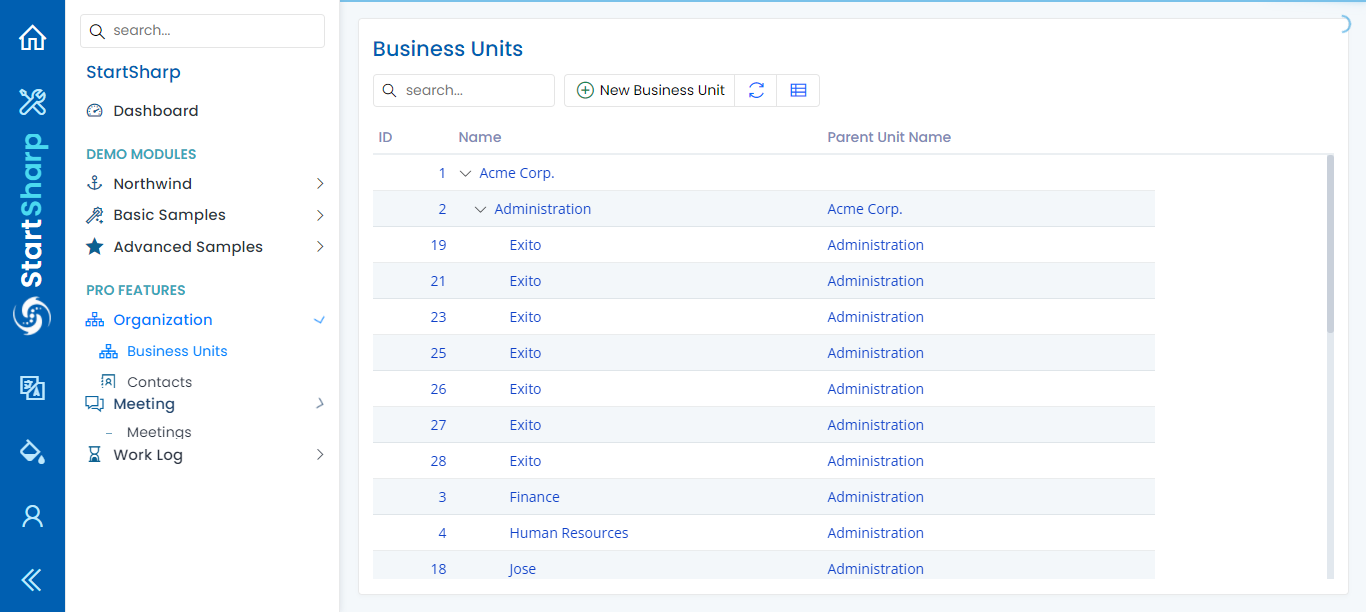 StartSharp
search...
StartSharp
Dashboard
DEMO MODULES
Northwind
Basic Samples
Advanced Samples
PRO FEATURES
Organization
Business Units
Contacts
Meeting
Meetings
Work Log
Business Units
search...
New Business Unit
ID Name Parent Unit Name
1 Acme Corp.
2 Administration Acme Corp.
19 Exito Administration
21 Exito Administration
23 Exito Administration
25 Exito Administration
26 Exito Administration
27 Exito Administration
28 Exito Administration
3 Finance Administration
4 Human Resources Administration
18 Jose Administration